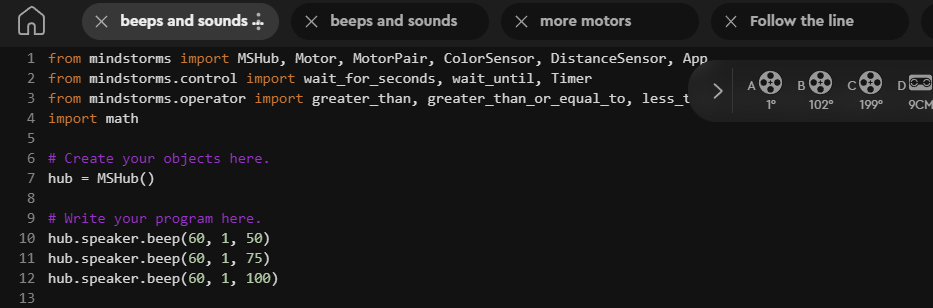 beeps and sounds
beeps and sounds
more motors
Follow the line
1 from mindstorms import MSHub, Motor, MotorPair, ColorSensor, DistanceSensor, App
2 from mindstorms.control import wait_for_seconds, wait_until, Timer
3 from mindstorms.operator import greater_than, greater_than_or_equal_to, less_t
4 import math
5
6 # Create your objects here.
7 hub = MSHub()
8
9 # Write your program here.
10 hub.speaker.beep(60, 1, 50)
11 hub.speaker.beep(60, 1, 75)
12 hub.speaker.beep(60, 1, 100)
13
A B C D
1° 102° 199° 9CM